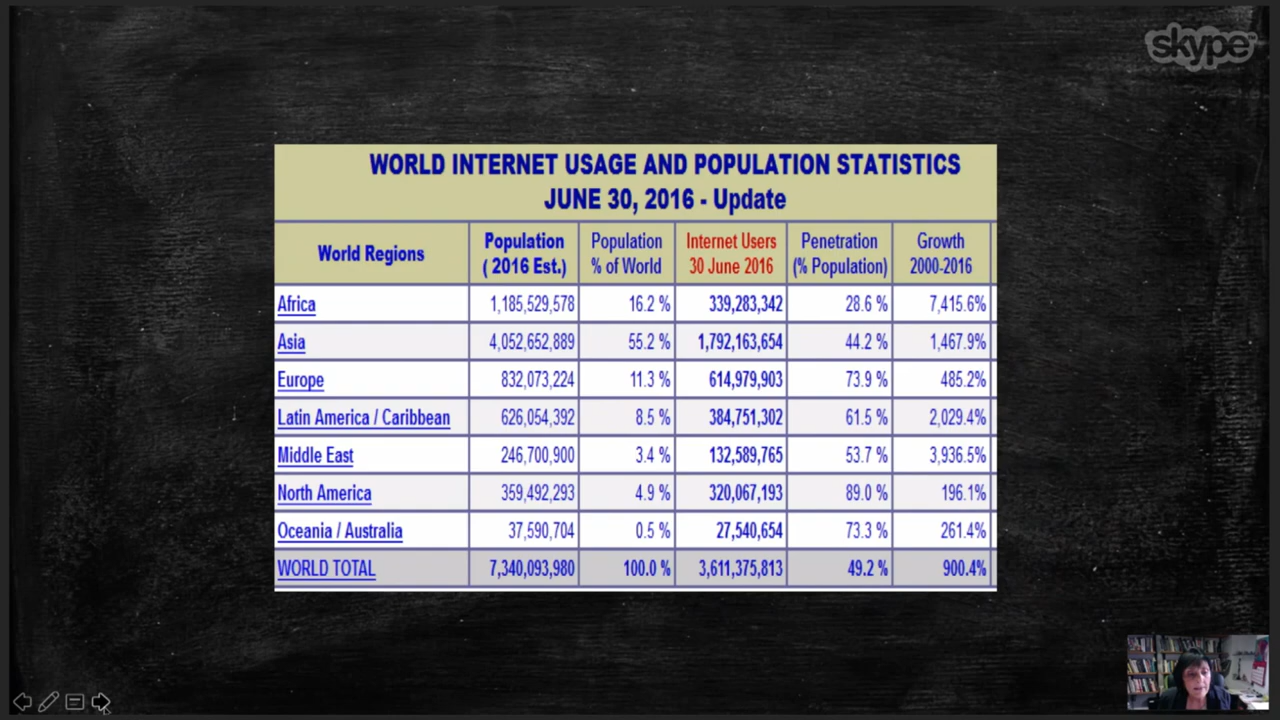 skype™
WORLD INTERNET USAGE AND POPULATION STATISTICS
JUNE 30, 2016 - Update
World Regions Population ( 2016 Est.) Population % of World Internet Users 30 June 2016 Penetration (% Population) Growth 2000-2016
Africa 1,185,529,578 16.2 % 339,283,342 28.6 % 7,415.6%
Asia 4,052,652,889 55.2 % 1,792,163,654 44.2 % 1,467.9%
Europe 832,073,224 11.3 % 614,979,903 73.9 % 485.2%
Latin America / Caribbean 626,054,392 8.5 % 384,751,302 61.5 % 2,029.4%
Middle East 246,700,900 3.4 % 132,589,765 53.7 % 3,936.5%
North America 359,492,293 4.9 % 320,067,193 89.0 % 196.1%
Oceania / Australia 37,590,704 0.5 % 27,540,654 73.3 % 261.4%
WORLD TOTAL 7,340,093,980 100.0 % 3,611,375,813 49.2 % 900.4%